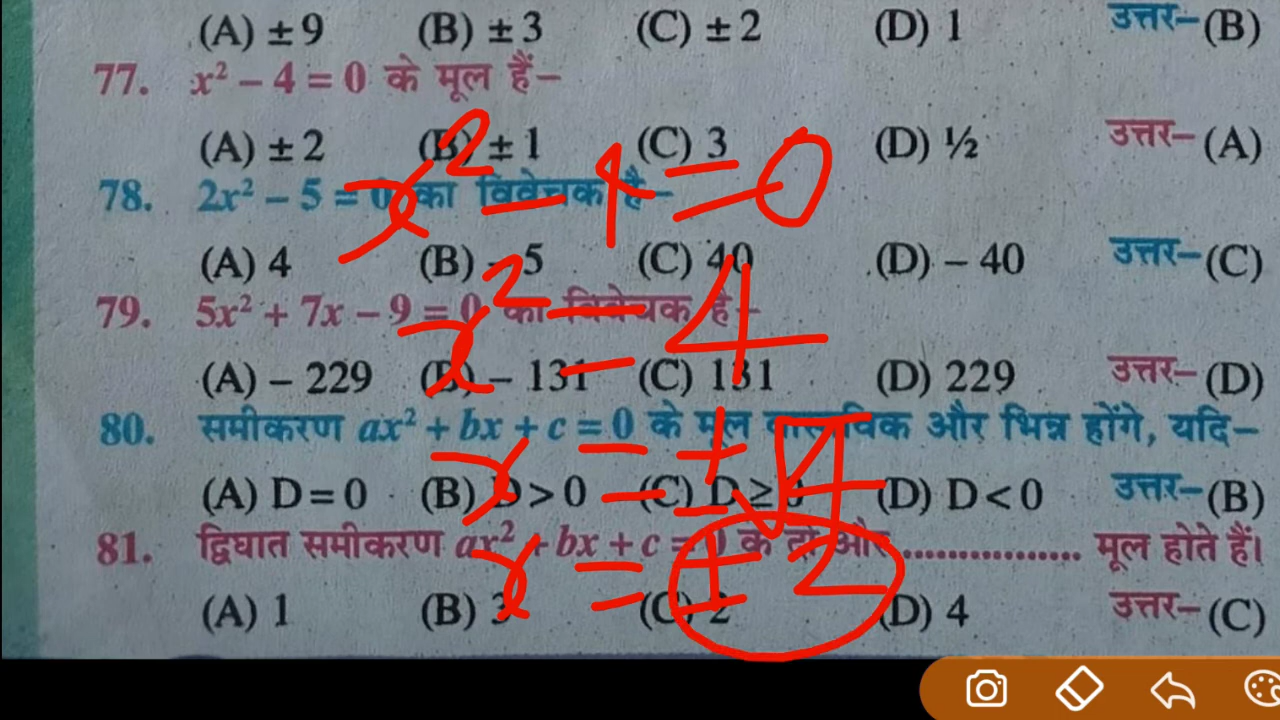 (A) ± 9 (B) ± 3 (C) ± 2 (D) 1 उत्तर– (B)
77. x² – 4 = 0 के मूल हैं–
(A) ± 2 (B) ± 1 (C) 3 (D) ½ उत्तर– (A)
78. 2x² – 5 = 0 का विवेचक है–
(A) 4 (B) – 5 (C) 40 (D) – 40 उत्तर– (C)
79. 5x² + 7x – 9 = 0 का विवेचक है–
(A) – 229 (B) – 131 (C) 131 (D) 229 उत्तर– (D)
80. समीकरण ax² + bx + c = 0 के मूल वास्तविक और भिन्न होंगे, यदि–
(A) D = 0 (B) D > 0 (C) D ≥ 0 (D) D < 0 उत्तर– (B)
81. द्विघात समीकरण ax² + bx + c = 0 के दो और ................ मूल होते हैं।
(A) 1 (B) 3 (C) 2 (D) 4 उत्तर– (C)
x² – 4 = 0
x² = 4
x = ± √4
x = ± 2